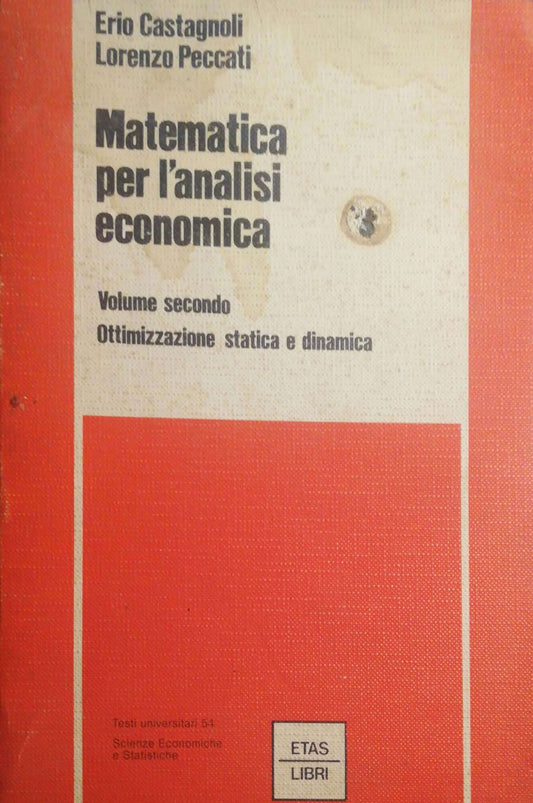 Erio Castagnoli
Lorenzo Peccati
Matematica
per l'analisi
economica
Volume secondo
Ottimizzazione statica e dinamica
Testi universitari 54
Scienze Economiche
e Statistiche
ETAS
LIBRI